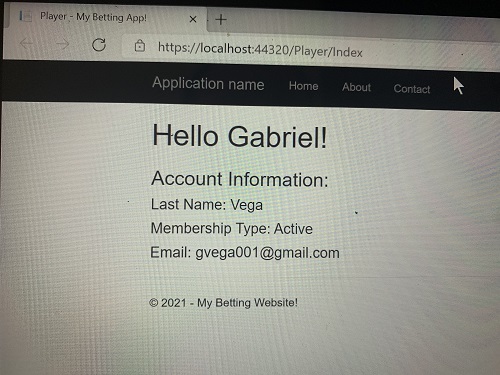 Player - My Betting App!
https://localhost:44320/Player/Index
Application name Home About Contact
Hello Gabriel!
Account Information:
Last Name: Vega
Membership Type: Active
Email: gvega001@gmail.com
© 2021 - My Betting Website!